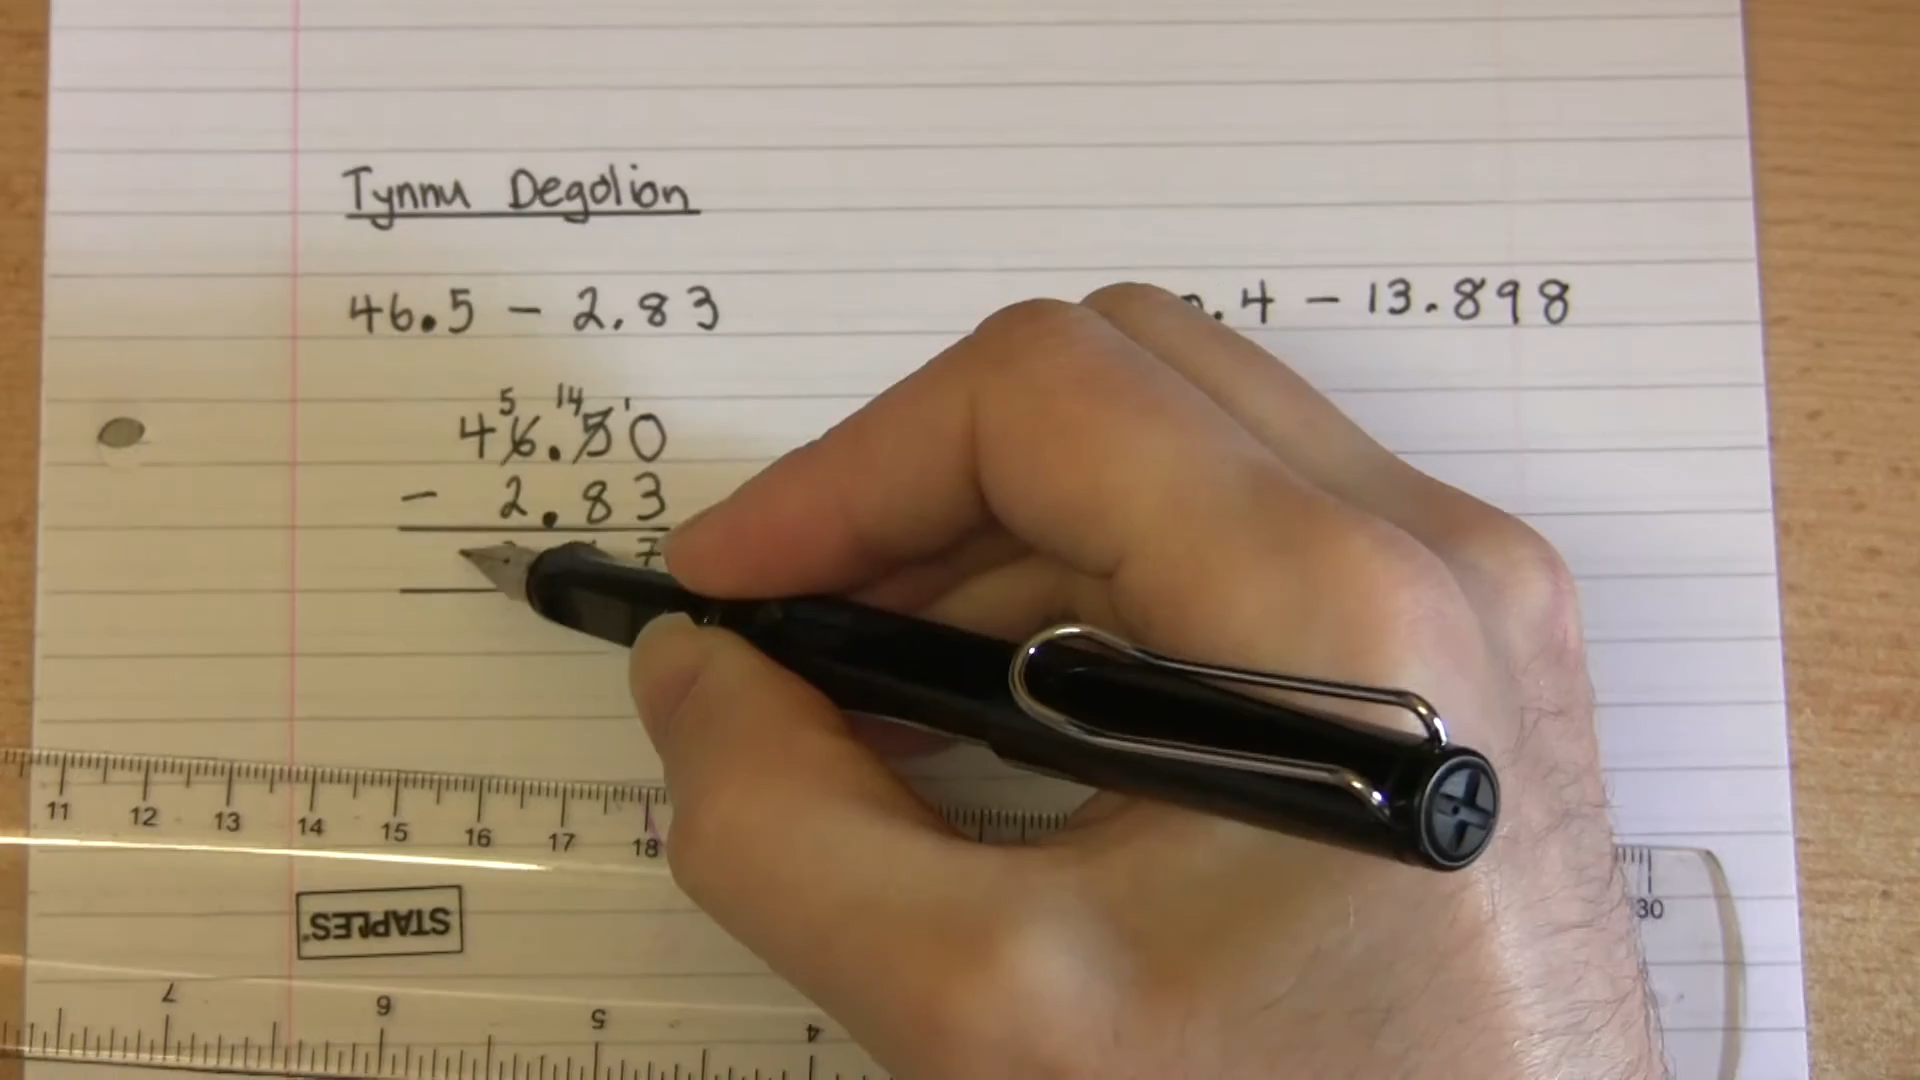 Tynnu Degolion
46.5 - 2.83
.4 - 13.898
5 14 1
46.50
- 2.83
7
11 12 13 14 15 16 17 18
30
STAPLES
7 6 5 4